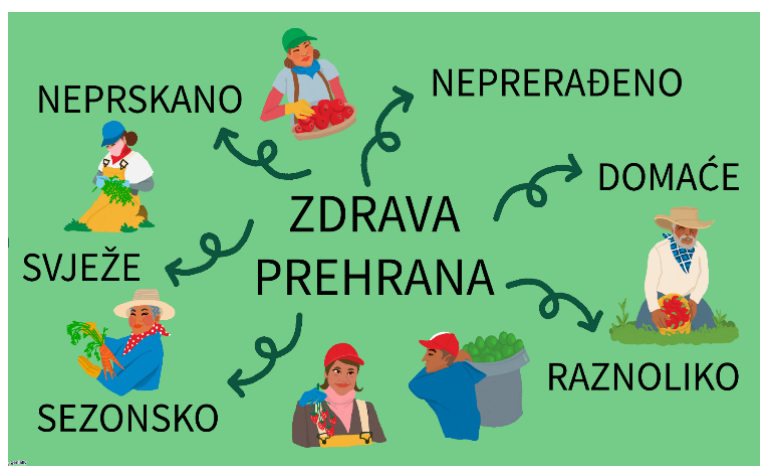 NEPRSKANO
NEPRERAĐENO
DOMAĆE
ZDRAVA
PREHRANA
SVJEŽE
RAZNOLIKO
SEZONSKO